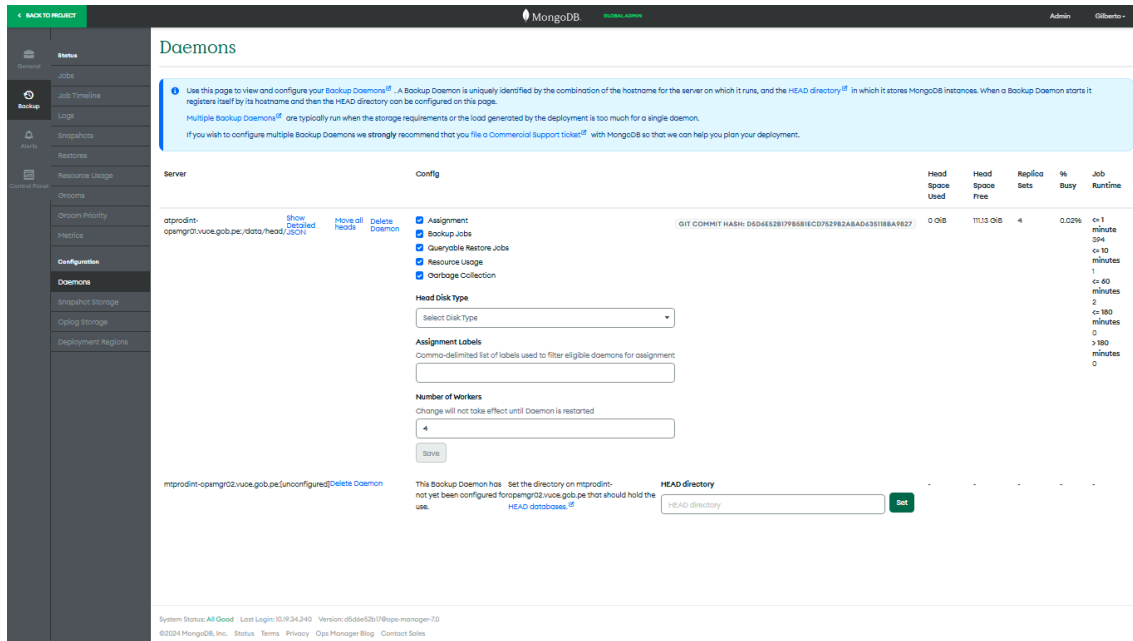 BACK TO PROJECT
MongoDB.
GLOBAL ADMIN
Admin
Gilberto
General
Backup
Alerts
Control Panel
Status
Jobs
Job Timeline
Logs
Snapshots
Restores
Resource Usage
Grooms
Groom Priority
Metrics
Configuration
Daemons
Snapshot Storage
Oplog Storage
Deployment Regions
Daemons
Use this page to view and configure your Backup Daemons . A Backup Daemon is uniquely identified by the combination of the hostname for the server on which it runs, and the HEAD directory in which it stores MongoDB instances. When a Backup Daemon starts it
registers itself by its hostname and then the HEAD directory can be configured on this page.
Multiple Backup Daemons are typically run when the storage requirements or the load generated by the deployment is too much for a single daemon.
If you wish to configure multiple Backup Daemons we strongly recommend that you file a Commercial Support ticket with MongoDB so that we can help you plan your deployment.
Server
Config
Head Space Used
Head Space Free
Replica Sets
% Busy
Job Runtime
atprodint-
opsmgr01.vuce.gob.pe:/data/head/
Show Detailed JSON
Move all heads
Delete Daemon
Assignment
Backup Jobs
Queryable Restore Jobs
Resource Usage
Garbage Collection
GIT COMMIT HASH: D5D6E52B179B5B1ECD7529B2ABAD635118BA9B27
0 GiB
111.13 GiB
4
0.02%
<= 1
minute
394
<= 10
minutes
1
<= 60
minutes
2
<= 180
minutes
0
> 180
minutes
0
Head Disk Type
Select Disk Type
Assignment Labels
Comma-delimited list of labels used to filter eligible daemons for assignment
Number of Workers
Change will not take effect until Daemon is restarted
4
Save
mtprodint-opsmgr02.vuce.gob.pe:[unconfigured]
Delete Daemon
This Backup Daemon has
not yet been configured for
use.
Set the directory on mtprodint-
opsmgr02.vuce.gob.pe that should hold the
HEAD databases.
HEAD directory
HEAD directory
Set
-
-
-
-
-
System Status: All Good Last Login: 10.19.34.240 Version: d5d6e52b17@ops-manager-7.0
©2024 MongoDB, Inc. Status Terms Privacy Ops Manager Blog Contact Sales